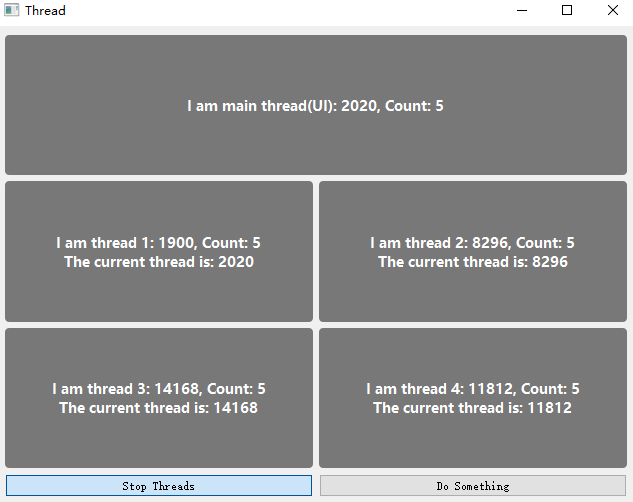 Thread
I am main thread(UI): 2020, Count: 5
I am thread 1: 1900, Count: 5
The current thread is: 2020
I am thread 2: 8296, Count: 5
The current thread is: 8296
I am thread 3: 14168, Count: 5
The current thread is: 14168
I am thread 4: 11812, Count: 5
The current thread is: 11812
Stop Threads
Do Something